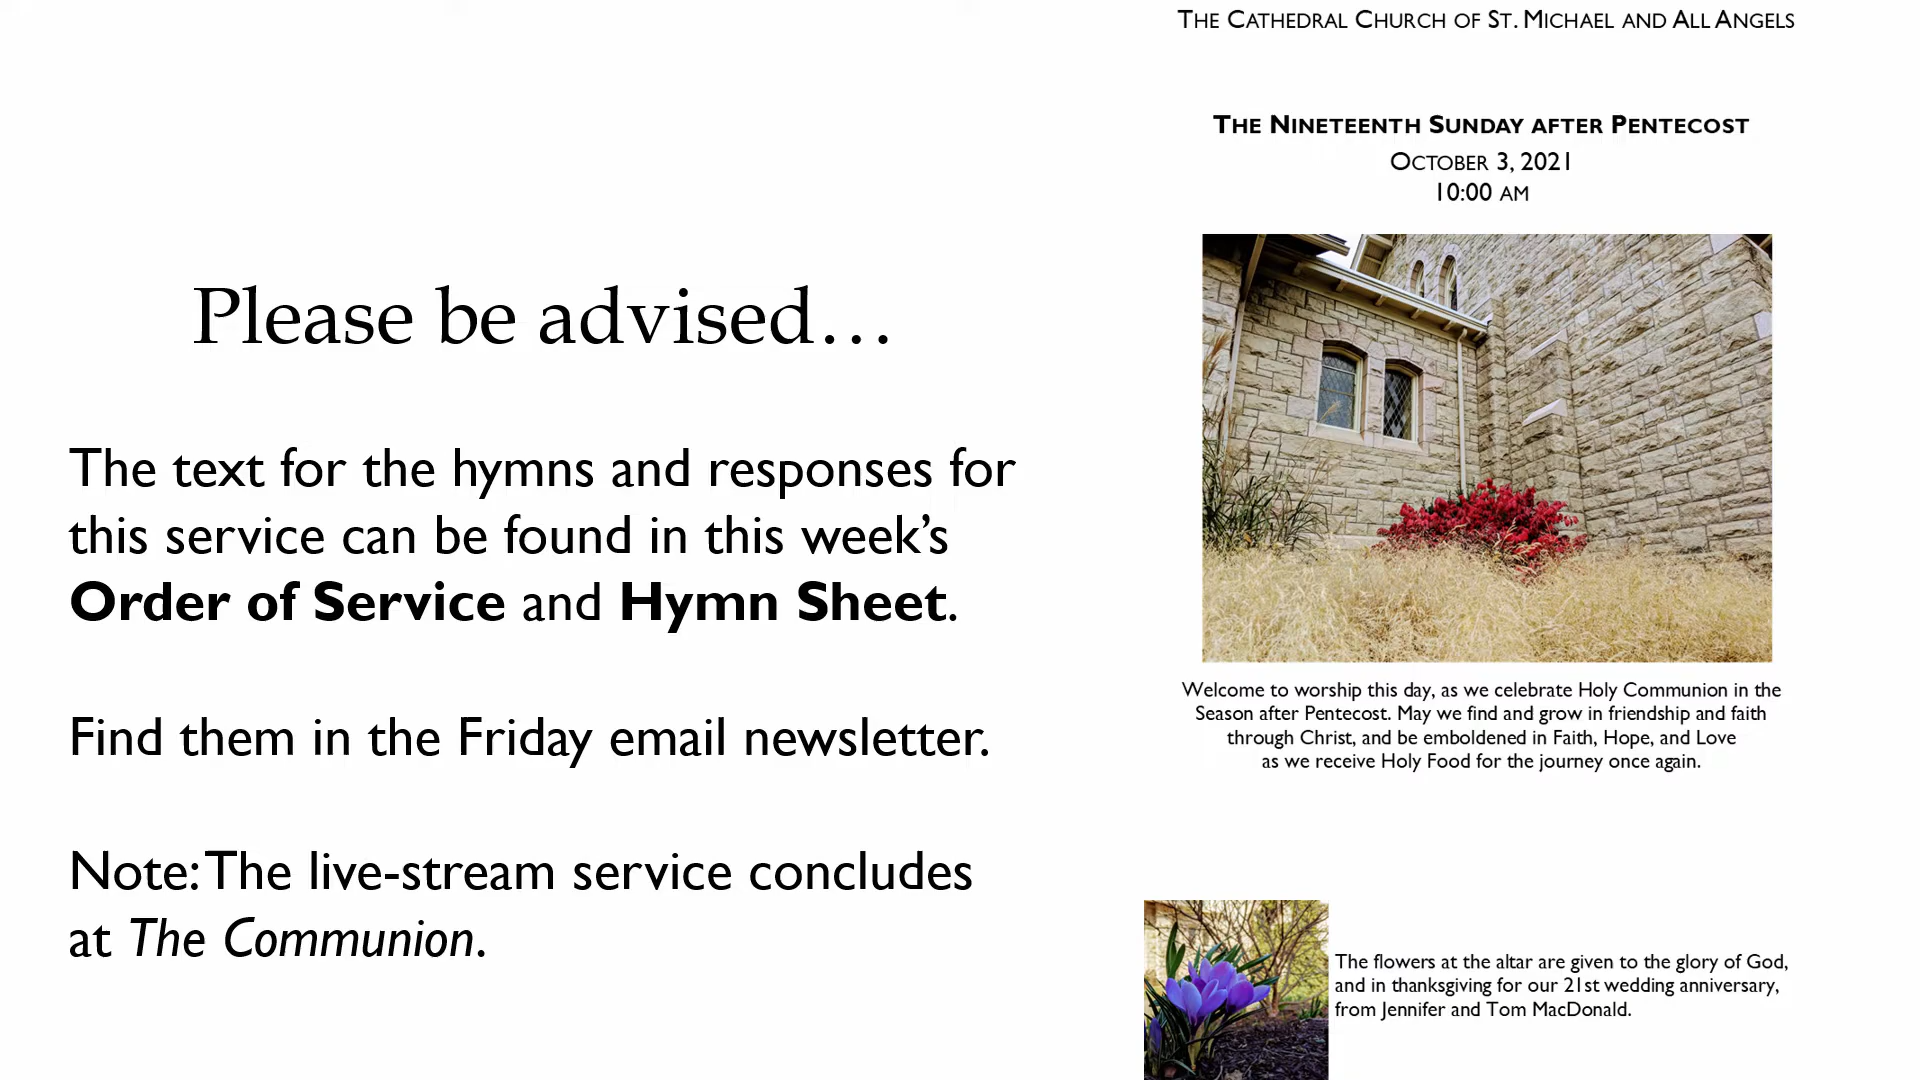 Please be advised…
The text for the hymns and responses for
this service can be found in this week’s
Order of Service and Hymn Sheet.
Find them in the Friday email newsletter.
Note: The live-stream service concludes
at The Communion.
THE CATHEDRAL CHURCH OF ST. MICHAEL AND ALL ANGELS
THE NINETEENTH SUNDAY AFTER PENTECOST
OCTOBER 3, 2021
10:00 AM
Welcome to worship this day, as we celebrate Holy Communion in the
Season after Pentecost. May we find and grow in friendship and faith
through Christ, and be emboldened in Faith, Hope, and Love
as we receive Holy Food for the journey once again.
The flowers at the altar are given to the glory of God,
and in thanksgiving for our 21st wedding anniversary,
from Jennifer and Tom MacDonald.